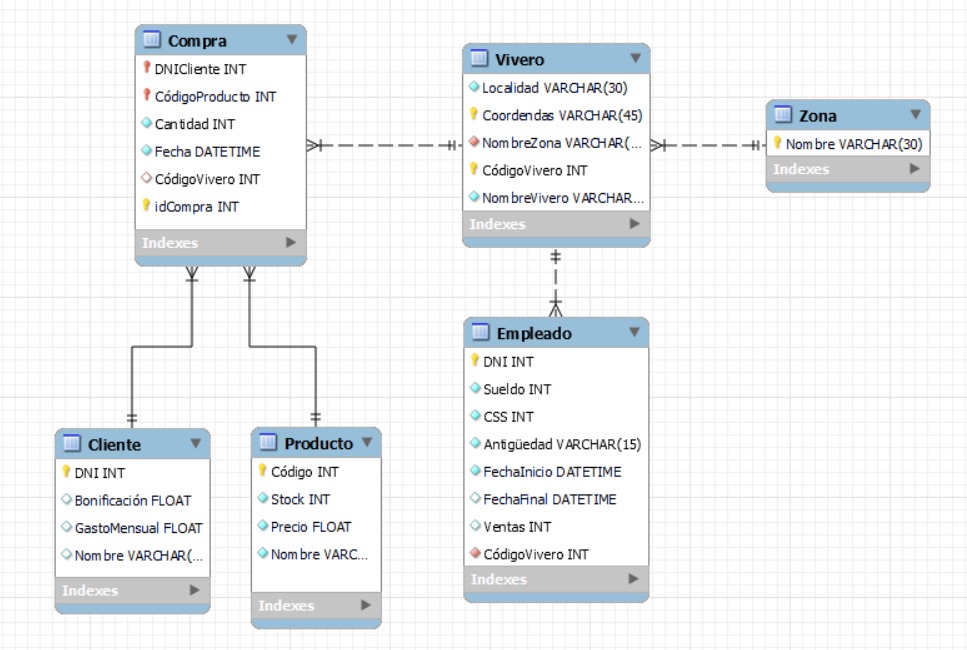 Compra
DNICliente INT
CódigoProducto INT
Cantidad INT
Fecha DATETIME
CódigoVivero INT
idCompra INT
Indexes
Vivero
Localidad VARCHAR(30)
Coordendas VARCHAR(45)
NombreZona VARCHAR(...
CódigoVivero INT
NombreVivero VARCHAR...
Indexes
Zona
Nombre VARCHAR(30)
Indexes
Empleado
DNI INT
Sueldo INT
CSS INT
Antigüedad VARCHAR(15)
FechaInicio DATETIME
FechaFinal DATETIME
Ventas INT
CódigoVivero INT
Indexes
Cliente
DNI INT
Bonificación FLOAT
GastoMensual FLOAT
Nombre VARCHAR(...
Indexes
Producto
Código INT
Stock INT
Precio FLOAT
Nombre VARC...
Indexes